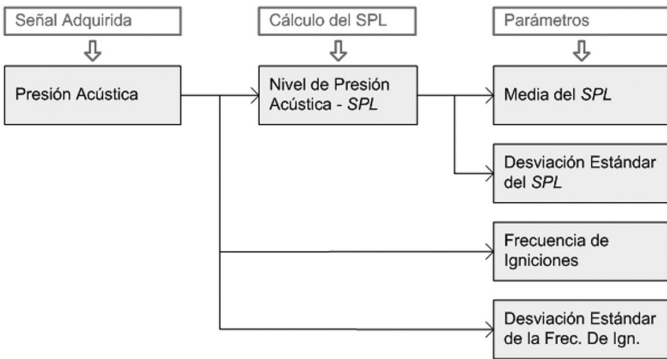 Señal Adquirida
Cálculo del SPL
Parámetros
Presión Acústica
Nivel de Presión
Acústica - SPL
Media del SPL
Desviación Estándar
del SPL
Frecuencia de
Igniciones
Desviación Estándar
de la Frec. De Ign.